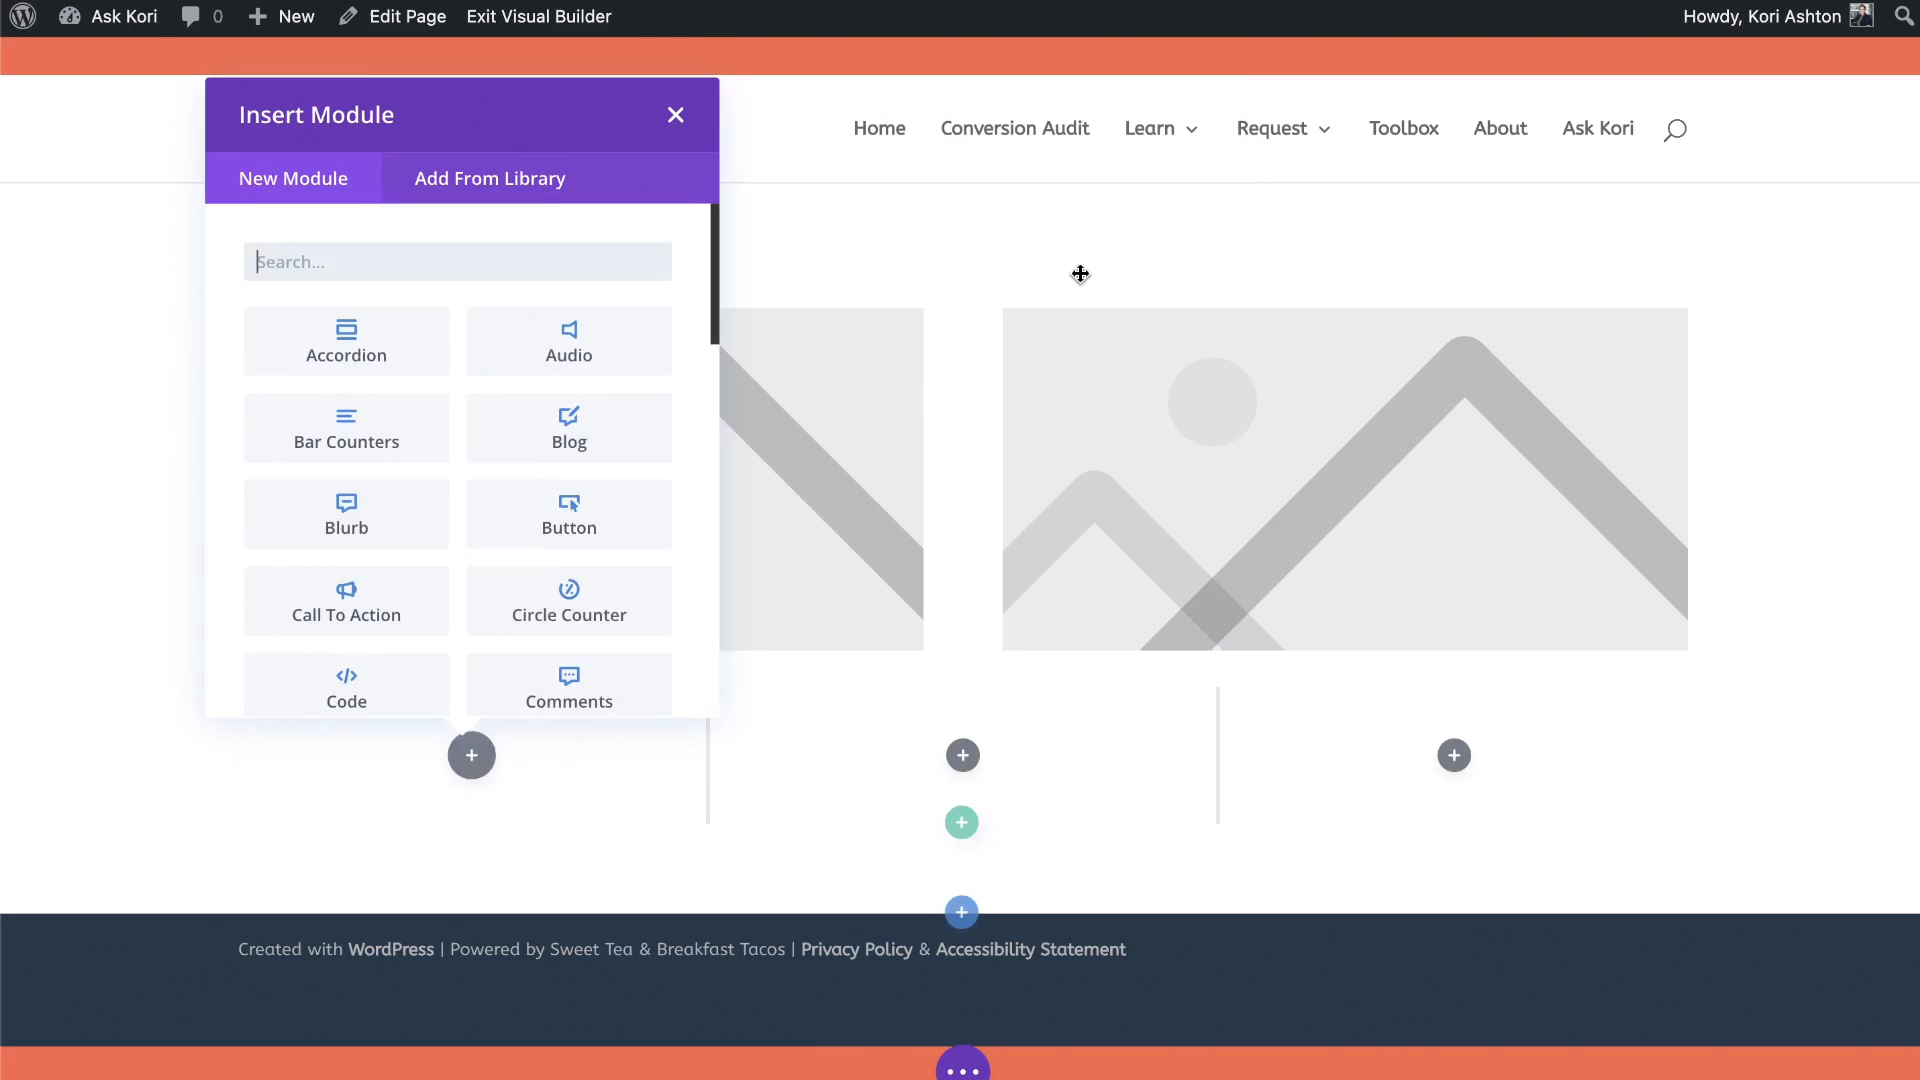 Ask Kori 0 New Edit Page Exit Visual Builder Howdy, Kori Ashton
Insert Module
Home Conversion Audit Learn Request Toolbox About Ask Kori
New Module Add From Library
Search...
Accordion Audio
Bar Counters Blog
Blurb Button
Call To Action Circle Counter
Code Comments
Created with WordPress | Powered by Sweet Tea & Breakfast Tacos | Privacy Policy & Accessibility Statement